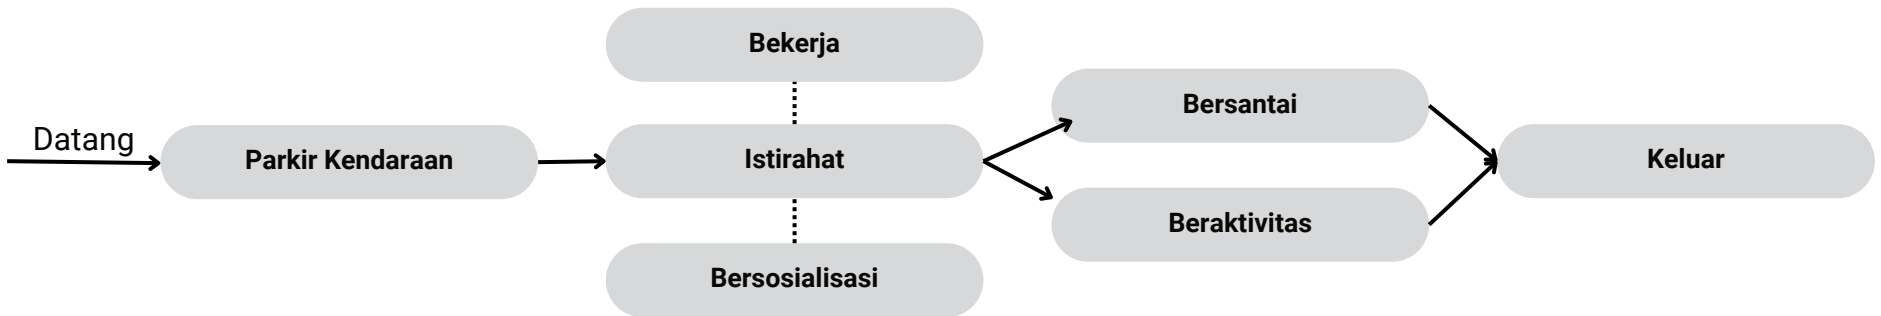 Datang
Parkir Kendaraan
Bekerja
Istirahat
Bersosialisasi
Bersantai
Beraktivitas
Keluar